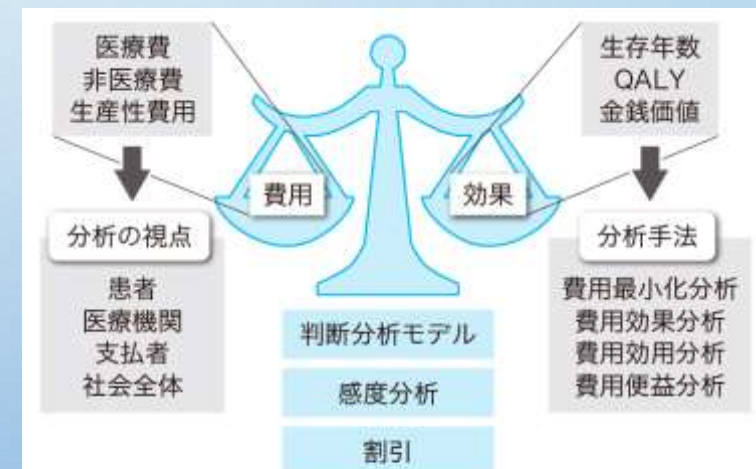 医療費
非医療費
生産性費用
費用
分析の視点
患者
医療機関
支払者
社会全体
生存年数
QALY
金銭価値
効果
分析手法
費用最小化分析
費用効果分析
費用効用分析
費用便益分析
判断分析モデル
感度分析
割引